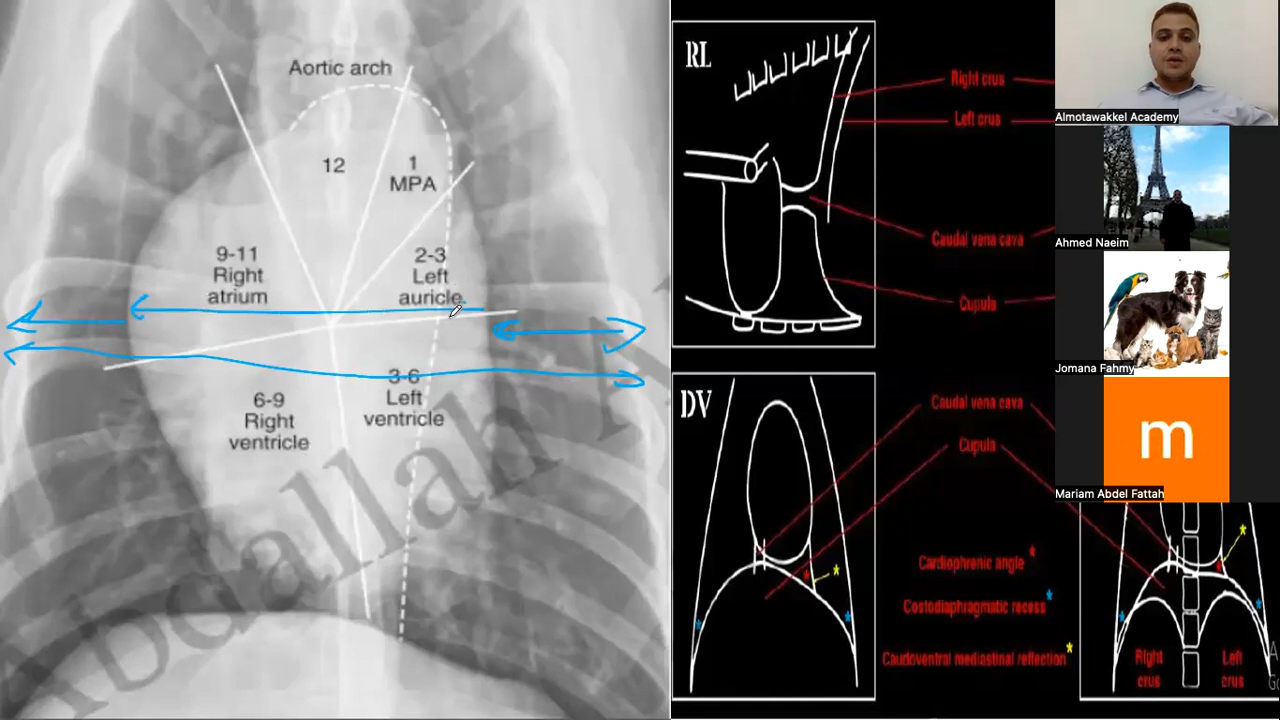 Aortic arch
12
1
MPA
9-11
Right
atrium
2-3
Left
auricle
6-9
Right
ventricle
3-6
Left
ventricle
Abdallah
RL
Right crus
Left crus
Caudal vena cava
Cupula
DV
Caudal vena cava
Cupula
Cardiophrenic angle*
Costodiaphragmatic recess*
Caudoventral mediastinal reflection*
Right
crus
Left
crus
Almotawakkel Academy
Ahmed Naeim
Jomana Fahmy
m
Mariam Abdel Fattah